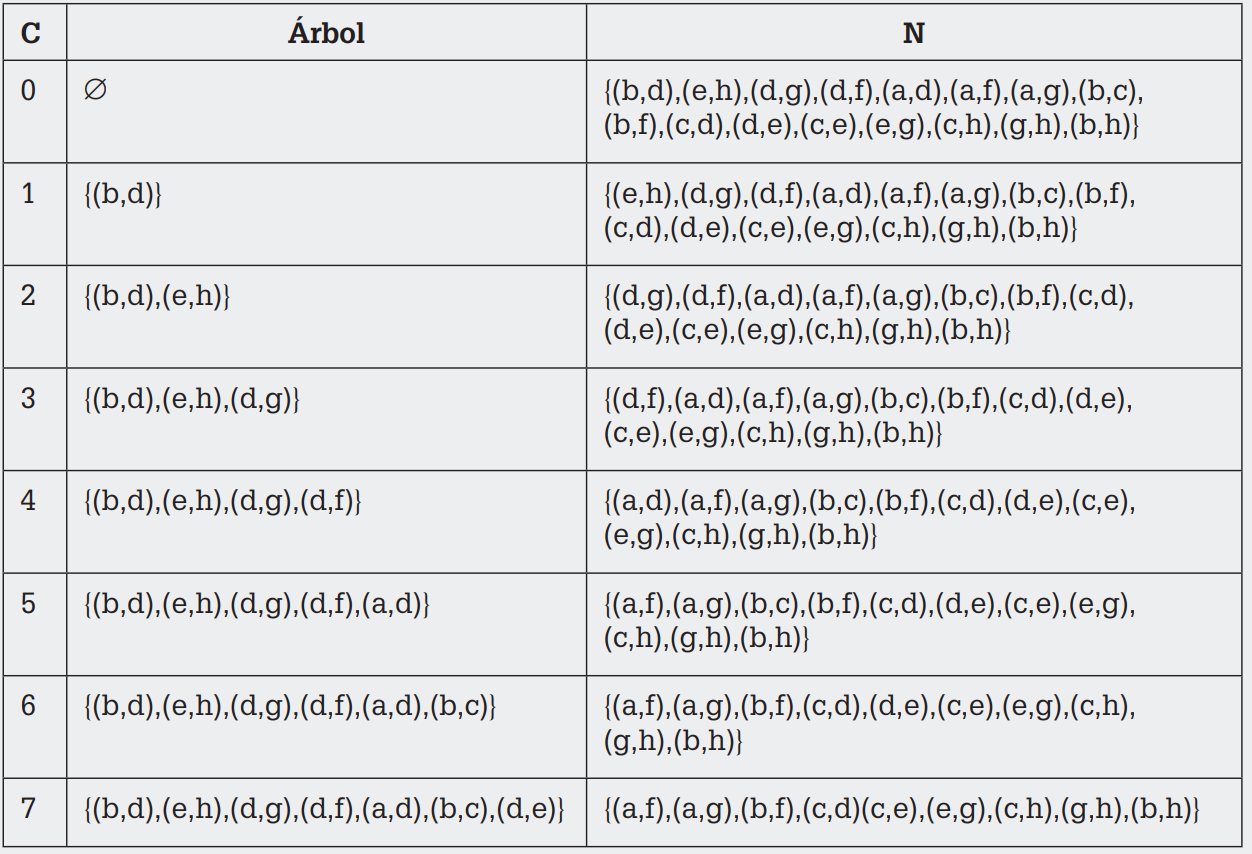 C Árbol N
0 ∅ {(b,d),(e,h),(d,g),(d,f),(a,d),(a,f),(a,g),(b,c),
(b,f),(c,d),(d,e),(c,e),(e,g),(c,h),(g,h),(b,h)}
1 {(b,d)} {(e,h),(d,g),(d,f),(a,d),(a,f),(a,g),(b,c),(b,f),
(c,d),(d,e),(c,e),(e,g),(c,h),(g,h),(b,h)}
2 {(b,d),(e,h)} {(d,g),(d,f),(a,d),(a,f),(a,g),(b,c),(b,f),(c,d),
(d,e),(c,e),(e,g),(c,h),(g,h),(b,h)}
3 {(b,d),(e,h),(d,g)} {(d,f),(a,d),(a,f),(a,g),(b,c),(b,f),(c,d),(d,e),
(c,e),(e,g),(c,h),(g,h),(b,h)}
4 {(b,d),(e,h),(d,g),(d,f)} {(a,d),(a,f),(a,g),(b,c),(b,f),(c,d),(d,e),(c,e),
(e,g),(c,h),(g,h),(b,h)}
5 {(b,d),(e,h),(d,g),(d,f),(a,d)} {(a,f),(a,g),(b,c),(b,f),(c,d),(d,e),(c,e),(e,g),
(c,h),(g,h),(b,h)}
6 {(b,d),(e,h),(d,g),(d,f),(a,d),(b,c)} {(a,f),(a,g),(b,f),(c,d)(d,e),(c,e),(e,g),(c,h),
(g,h),(b,h)}
7 {(b,d),(e,h),(d,g),(d,f),(a,d),(b,c),(d,e)} {(a,f),(a,g),(b,f),(c,d)(c,e),(e,g),(c,h),(g,h),(b,h)}